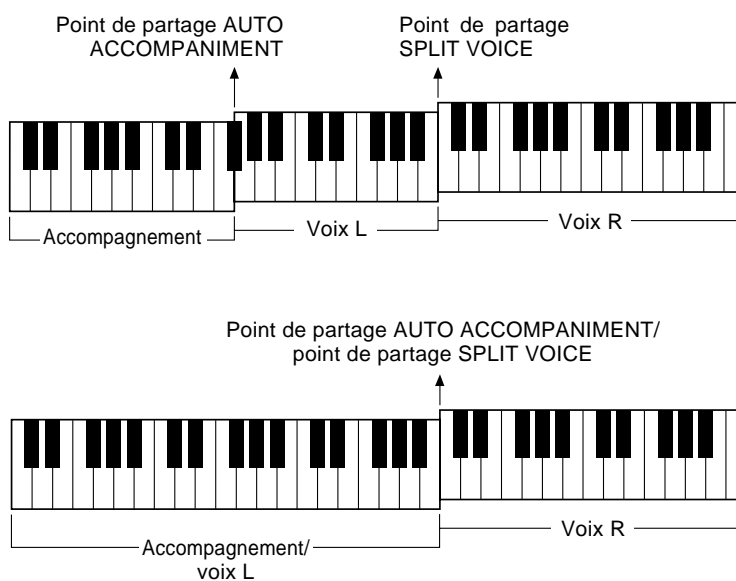 Point de partage AUTO
ACCOMPANIMENT
Point de partage
SPLIT VOICE
Accompagnement
Voix L
Voix R
Point de partage AUTO ACCOMPANIMENT/
point de partage SPLIT VOICE
Accompagnement/
voix L
Voix R